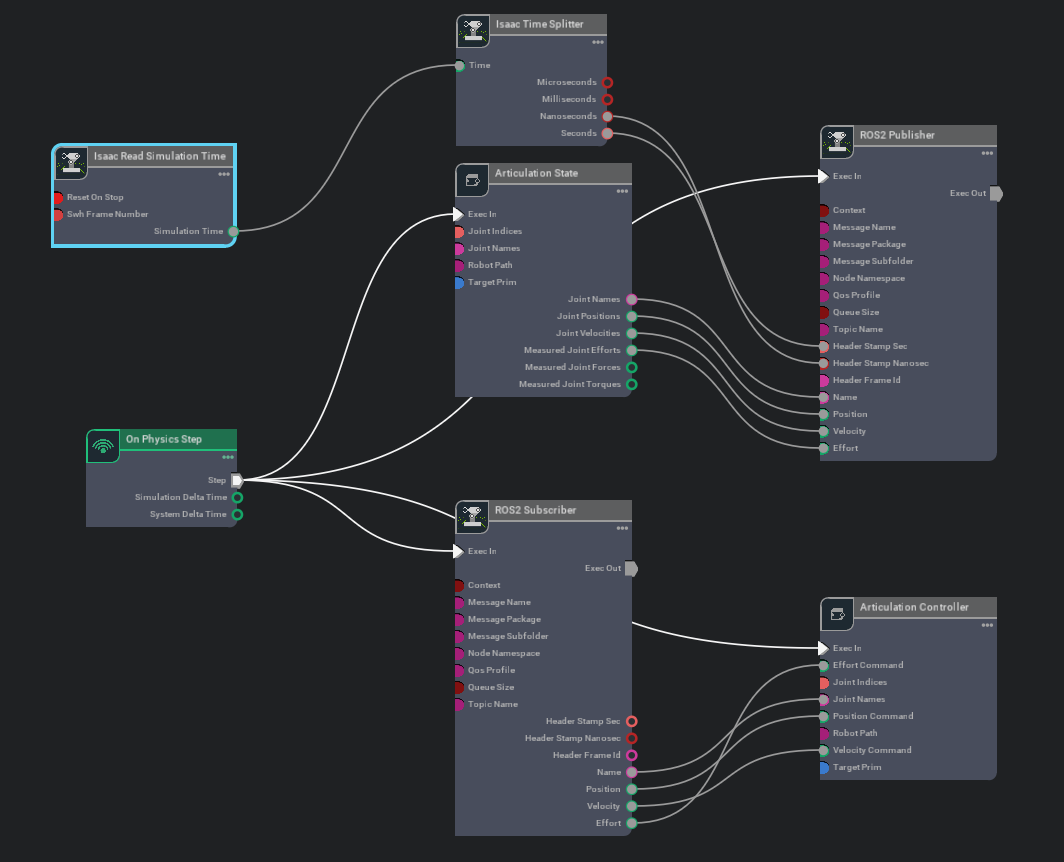 Isaac Time Splitter
Time
Microseconds
Milliseconds
Nanoseconds
Seconds
Isaac Read Simulation Time
Reset On Stop
Swh Frame Number
Simulation Time
Articulation State
Exec In
Joint Indices
Joint Names
Robot Path
Target Prim
Joint Names
Joint Positions
Joint Velocities
Measured Joint Efforts
Measured Joint Forces
Measured Joint Torques
ROS2 Publisher
Exec In
Exec Out
Context
Message Name
Message Package
Message Subfolder
Node Namespace
Qos Profile
Queue Size
Topic Name
Header Stamp Sec
Header Stamp Nanosec
Header Frame Id
Name
Position
Velocity
Effort
On Physics Step
Step
Simulation Delta Time
System Delta Time
ROS2 Subscriber
Exec In
Exec Out
Context
Message Name
Message Package
Message Subfolder
Node Namespace
Qos Profile
Queue Size
Topic Name
Header Stamp Sec
Header Stamp Nanosec
Header Frame Id
Name
Position
Velocity
Effort
Articulation Controller
Exec In
Effort Command
Joint Indices
Joint Names
Position Command
Robot Path
Velocity Command
Target Prim